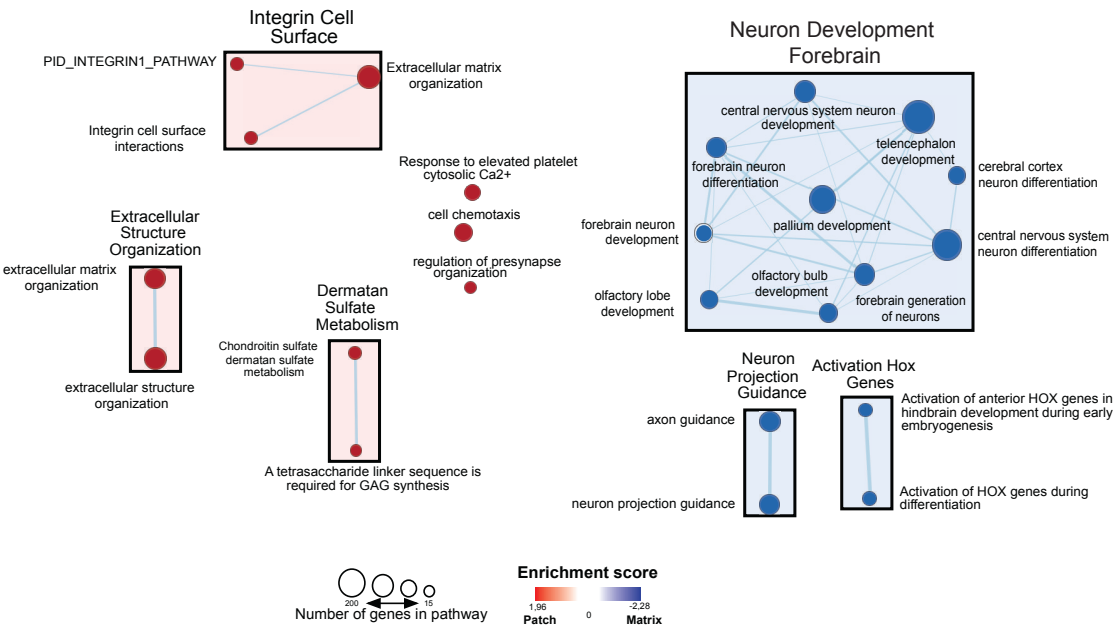 Integrin Cell
Surface
PID_INTEGRIN1_PATHWAY
Extracellular matrix
organization
Integrin cell surface
interactions
Response to elevated platelet
cytosolic Ca2+
cell chemotaxis
regulation of presynapse
organization
Extracellular
Structure
Organization
extracellular matrix
organization
extracellular structure
organization
Dermatan
Sulfate
Metabolism
Chondroitin sulfate
dermatan sulfate
metabolism
A tetrasaccharide linker sequence is
required for GAG synthesis
Neuron Development
Forebrain
central nervous system neuron
development
telencephalon
development
forebrain neuron
differentiation
cerebral cortex
neuron differentiation
pallium development
forebrain neuron
development
central nervous system
neuron differentiation
olfactory bulb
development
olfactory lobe
development
forebrain generation
of neurons
Neuron
Projection
Guidance
axon guidance
neuron projection guidance
Activation Hox
Genes
Activation of anterior HOX genes in
hindbrain development during early
embryogenesis
Activation of HOX genes during
differentiation
200
15
Number of genes in pathway
Enrichment score
1,96
0
-2,28
Patch
Matrix